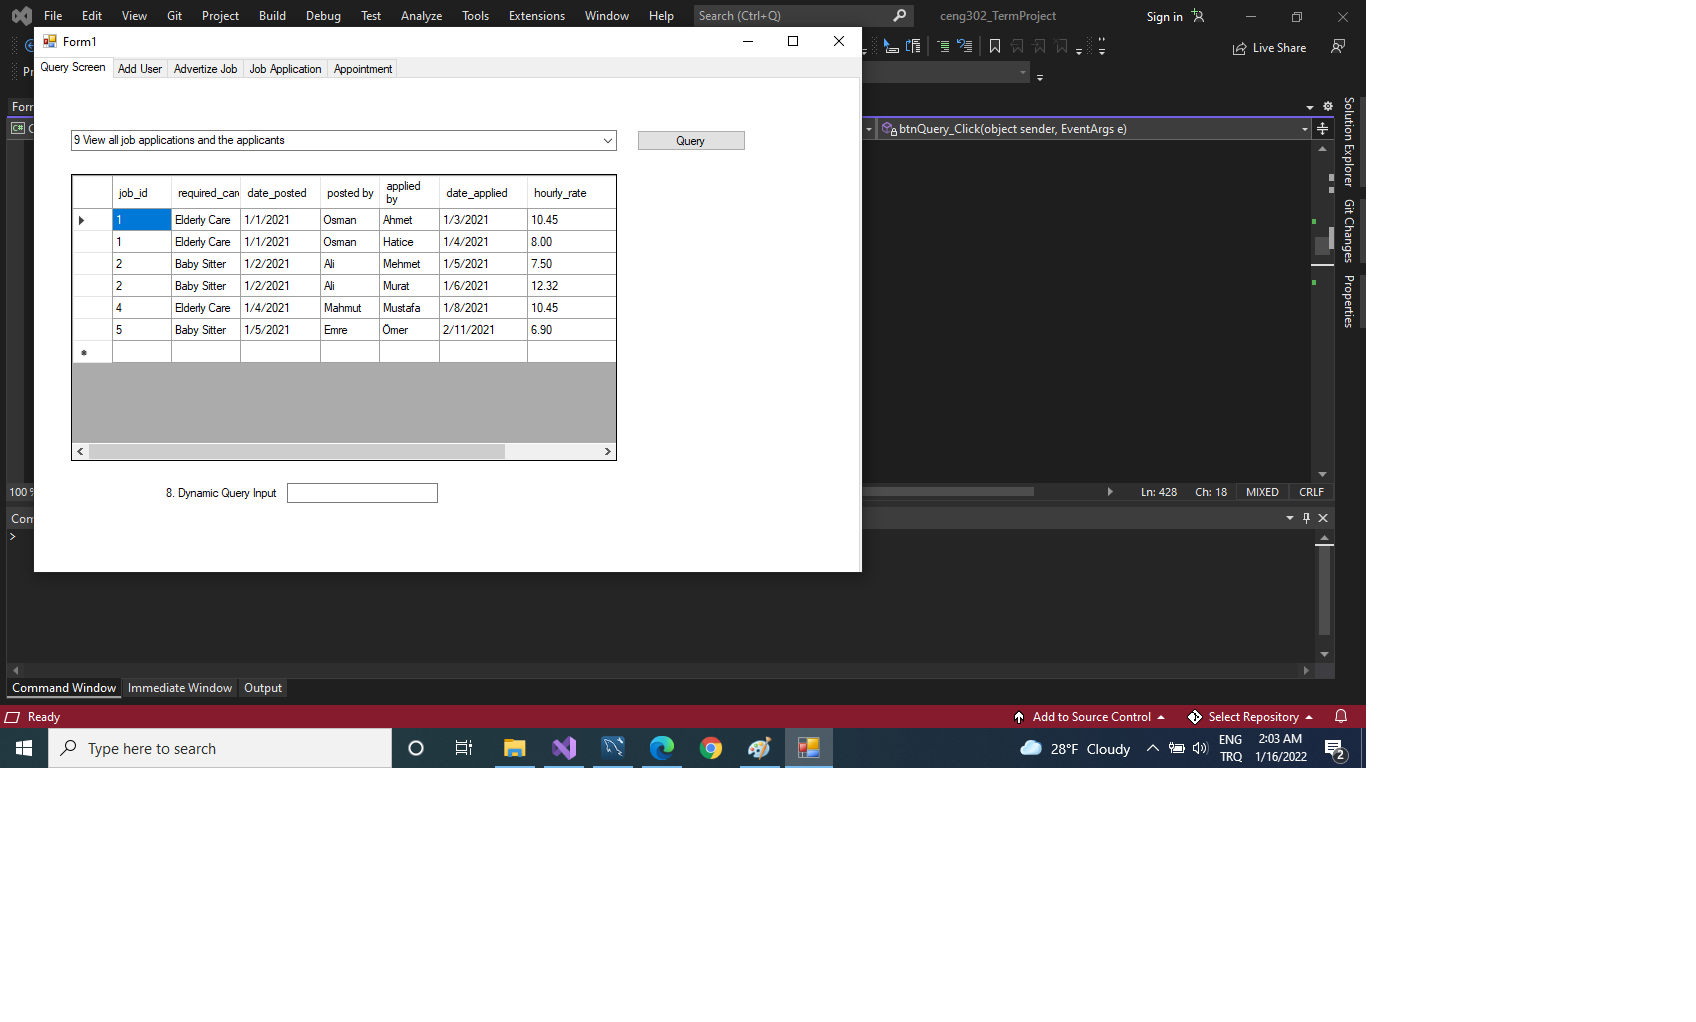 File Edit View Git Project Build Debug Test Analyze Tools Extensions Window Help Search (Ctrl+Q) ceng302_TermProject Sign in
Form1
Live Share
Query Screen Add User Advertize Job Job Application Appointment
btnQuery_Click(object sender, EventArgs e)
9 View all job applications and the applicants Query
job_id required_care date_posted posted by applied by date_applied hourly_rate
1 Elderly Care 1/1/2021 Osman Ahmet 1/3/2021 10.45
1 Elderly Care 1/1/2021 Osman Hatice 1/4/2021 8.00
2 Baby Sitter 1/2/2021 Ali Mehmet 1/5/2021 7.50
2 Baby Sitter 1/2/2021 Ali Murat 1/6/2021 12.32
4 Elderly Care 1/4/2021 Mahmut Mustafa 1/8/2021 10.45
5 Baby Sitter 1/5/2021 Emre Ömer 2/11/2021 6.90
8. Dynamic Query Input
Solution Explorer
Git Changes
Properties
100 % Ln: 428 Ch: 18 MIXED CRLF
>
Command Window Immediate Window Output
Ready Add to Source Control Select Repository
Type here to search 28°F Cloudy ENG 2:03 AM
TRQ 1/16/2022 2